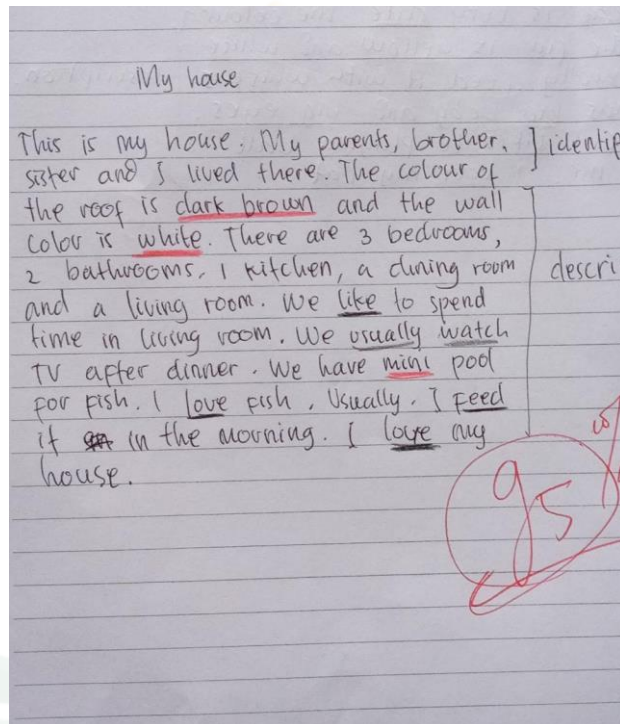 My house
This is my house. My parents, brother, ] identip
sister and I lived there. The colour of
the roof is dark brown and the wall
color is white. There are 3 bedrooms,
2 bathrooms, 1 kitchen, a dining room descri
and a living room. We like to spend
time in living room. We usually watch
TV after dinner. We have mini pool
for fish. I love fish. Usually. I feed
it in the morning. I love my
house.
95